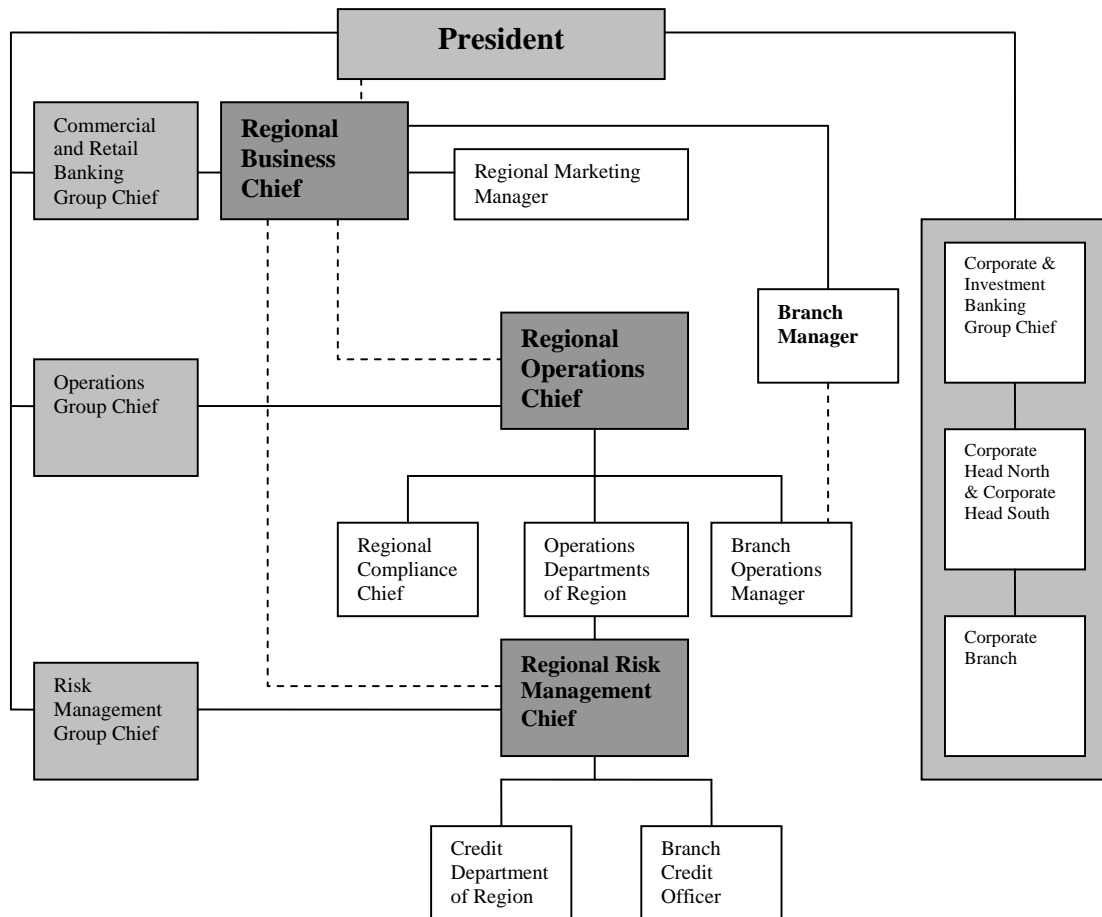 President
Commercial
and Retail
Banking
Group Chief
Regional
Business
Chief
Regional Marketing
Manager
Corporate &
Investment
Banking
Group Chief
Branch
Manager
Regional
Operations
Chief
Operations
Group Chief
Corporate
Head North
& Corporate
Head South
Regional
Compliance
Chief
Operations
Departments
of Region
Branch
Operations
Manager
Corporate
Branch
Regional Risk
Management
Chief
Risk
Management
Group Chief
Credit
Department
of Region
Branch
Credit
Officer